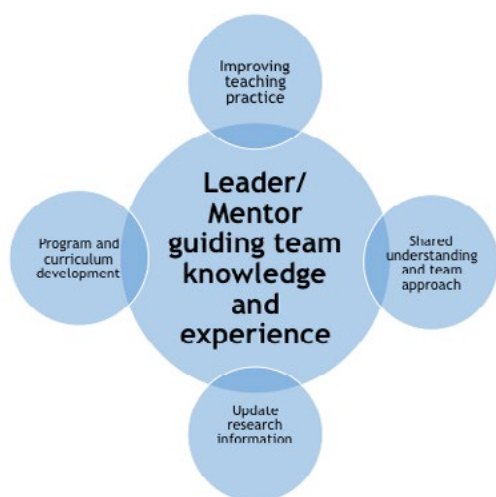 Improving
teaching
practice
Leader/
Mentor
guiding team
knowledge
and
experience
Program and
curriculum
development
Shared
understanding
and team
approach
Update
research
information